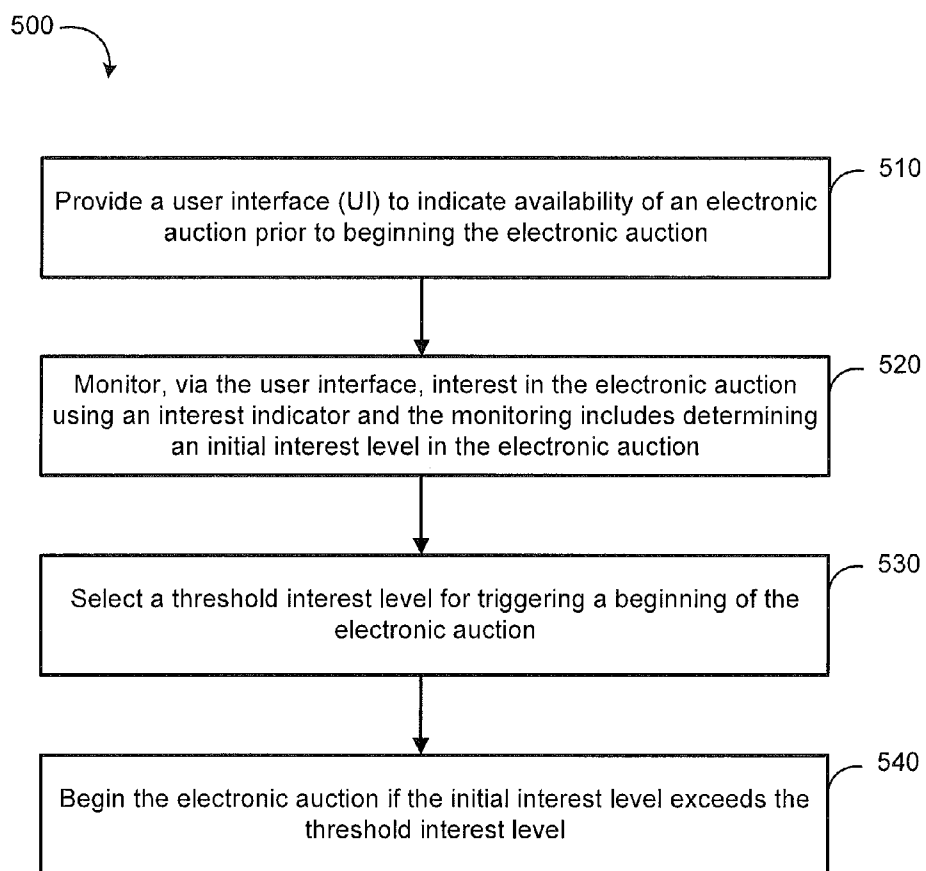 500
510
Provide a user interface (UI) to indicate availability of an electronic
auction prior to beginning the electronic auction
520
Monitor, via the user interface, interest in the electronic auction
using an interest indicator and the monitoring includes determining
an initial interest level in the electronic auction
530
Select a threshold interest level for triggering a beginning of the
electronic auction
540
Begin the electronic auction if the initial interest level exceeds the
threshold interest level